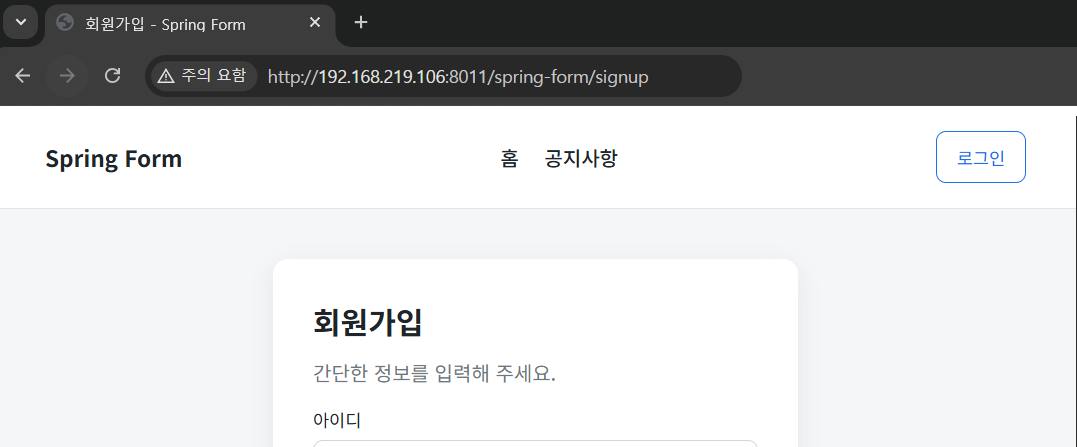 회원가입 - Spring Form
주의 요함 http://192.168.219.106:8011/spring-form/signup
Spring Form 홈 공지사항 로그인
회원가입
간단한 정보를 입력해 주세요.
아이디